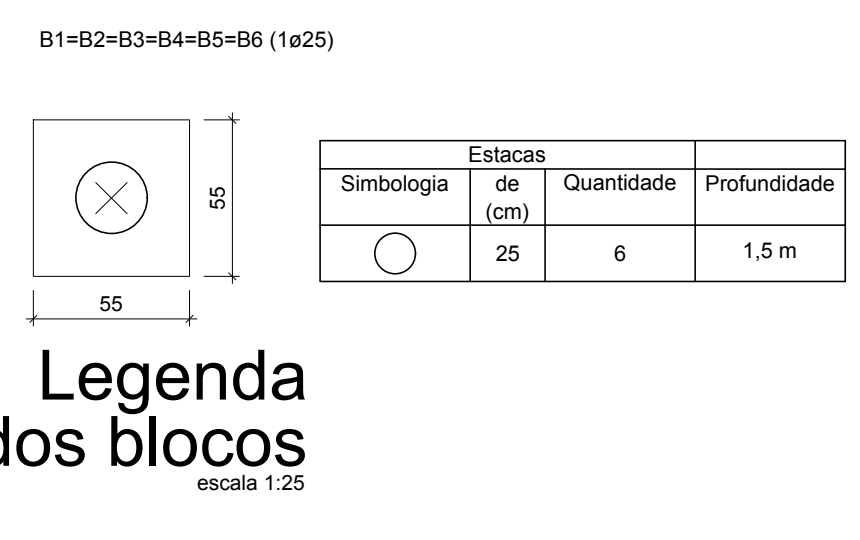 B1=B2=B3=B4=B5=B6 (1ø25)
55
55
Estacas
Simbologia de (cm) Quantidade Profundidade
25 6 1,5 m
Legenda
dos blocos
escala 1:25